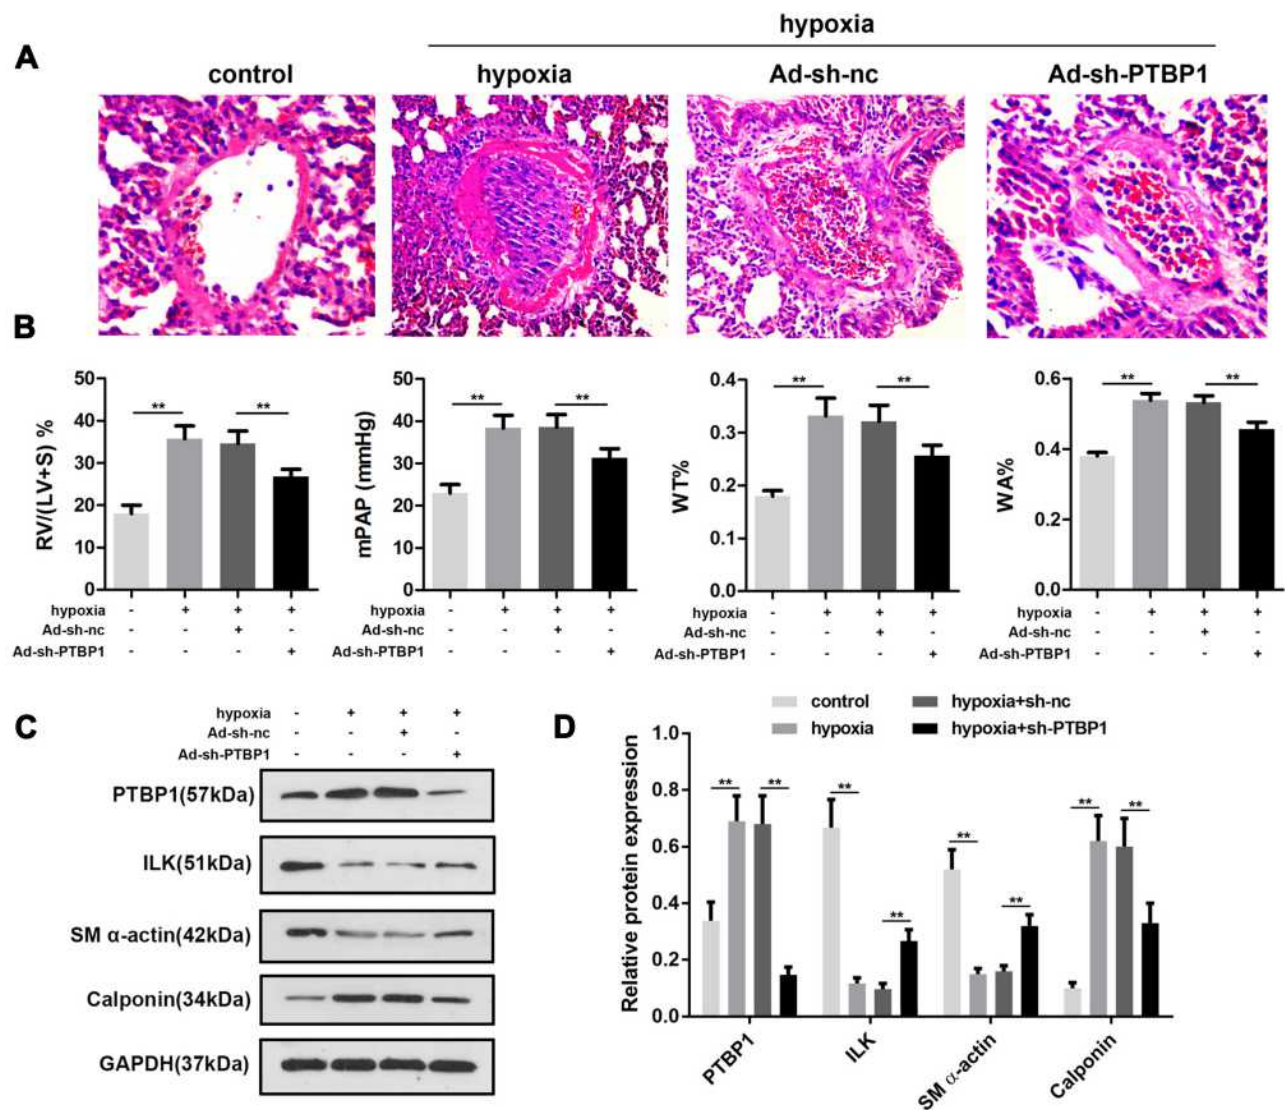 hypoxia
A
control hypoxia Ad-sh-nc Ad-sh-PTBP1
B
50
40
30
20
10
0
RV/(LV+S) %
**
**
hypoxia - + + +
Ad-sh-nc - - + -
Ad-sh-PTBP1 - - - +
50
40
30
20
10
0
mPAP (mmHg)
**
**
hypoxia - + + +
Ad-sh-nc - - + -
Ad-sh-PTBP1 - - - +
0.4
0.3
0.2
0.1
0.0
WT%
**
**
hypoxia - + + +
Ad-sh-nc - - + -
Ad-sh-PTBP1 - - - +
0.6
0.4
0.2
0.0
WA%
**
**
hypoxia - + + +
Ad-sh-nc - - + -
Ad-sh-PTBP1 - - - +
C
hypoxia - + + +
Ad-sh-nc - - + -
Ad-sh-PTBP1 - - - +
PTBP1(57kDa)
ILK(51kDa)
SM α-actin(42kDa)
Calponin(34kDa)
GAPDH(37kDa)
D
control hypoxia+sh-nc
hypoxia hypoxia+sh-PTBP1
1.0
0.8
0.6
0.4
0.2
0.0
Relative protein expression
** **
**
**
**
**
** **
PTBP1
ILK
SM α-actin
Calponin